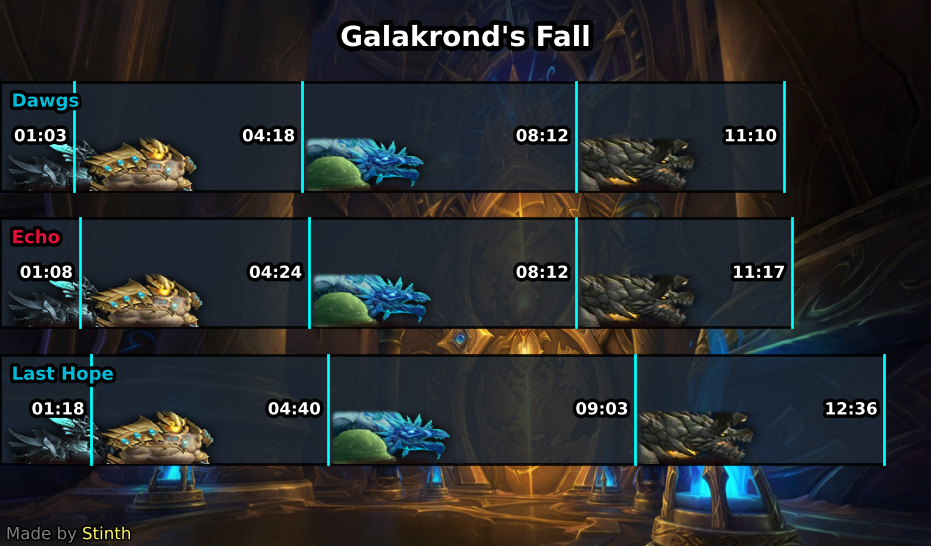 Galakrond's Fall
Dawgs
01:03 04:18 08:12 11:10
Echo
01:08 04:24 08:12 11:17
Last Hope
01:18 04:40 09:03 12:36
Made by Stinth